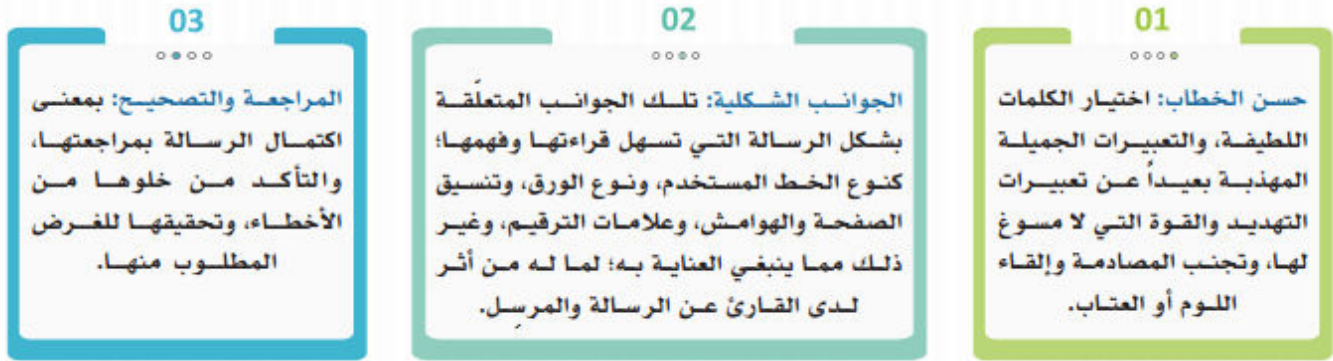 01
حسن الخطاب: اختيار الكلمات
اللطيفة، والتعبيرات الجميلة
المهذبة بعيداً عن تعبيرات
التهديد والقوة التي لا مسوغ
لها، وتجنب المصادمة وإلقاء
اللوم أو العتاب.
02
الجوانب الشكلية: تلك الجوانب المتعلّقة
بشكل الرسالة التي تسهل قراءتها وفهمها؛
كنوع الخط المستخدم، ونوع الورق، وتنسيق
الصفحة والهوامش، وعلامات الترقيم، وغير
ذلك مما ينبغي العناية به؛ لما له من أثر
لدى القارئ عن الرسالة والمرسِل.
03
المراجعة والتصحيح: بمعنى
اكتمال الرسالة بمراجعتها،
والتأكد من خلوها من
الأخطاء، وتحقيقها للغرض
المطلوب منها.